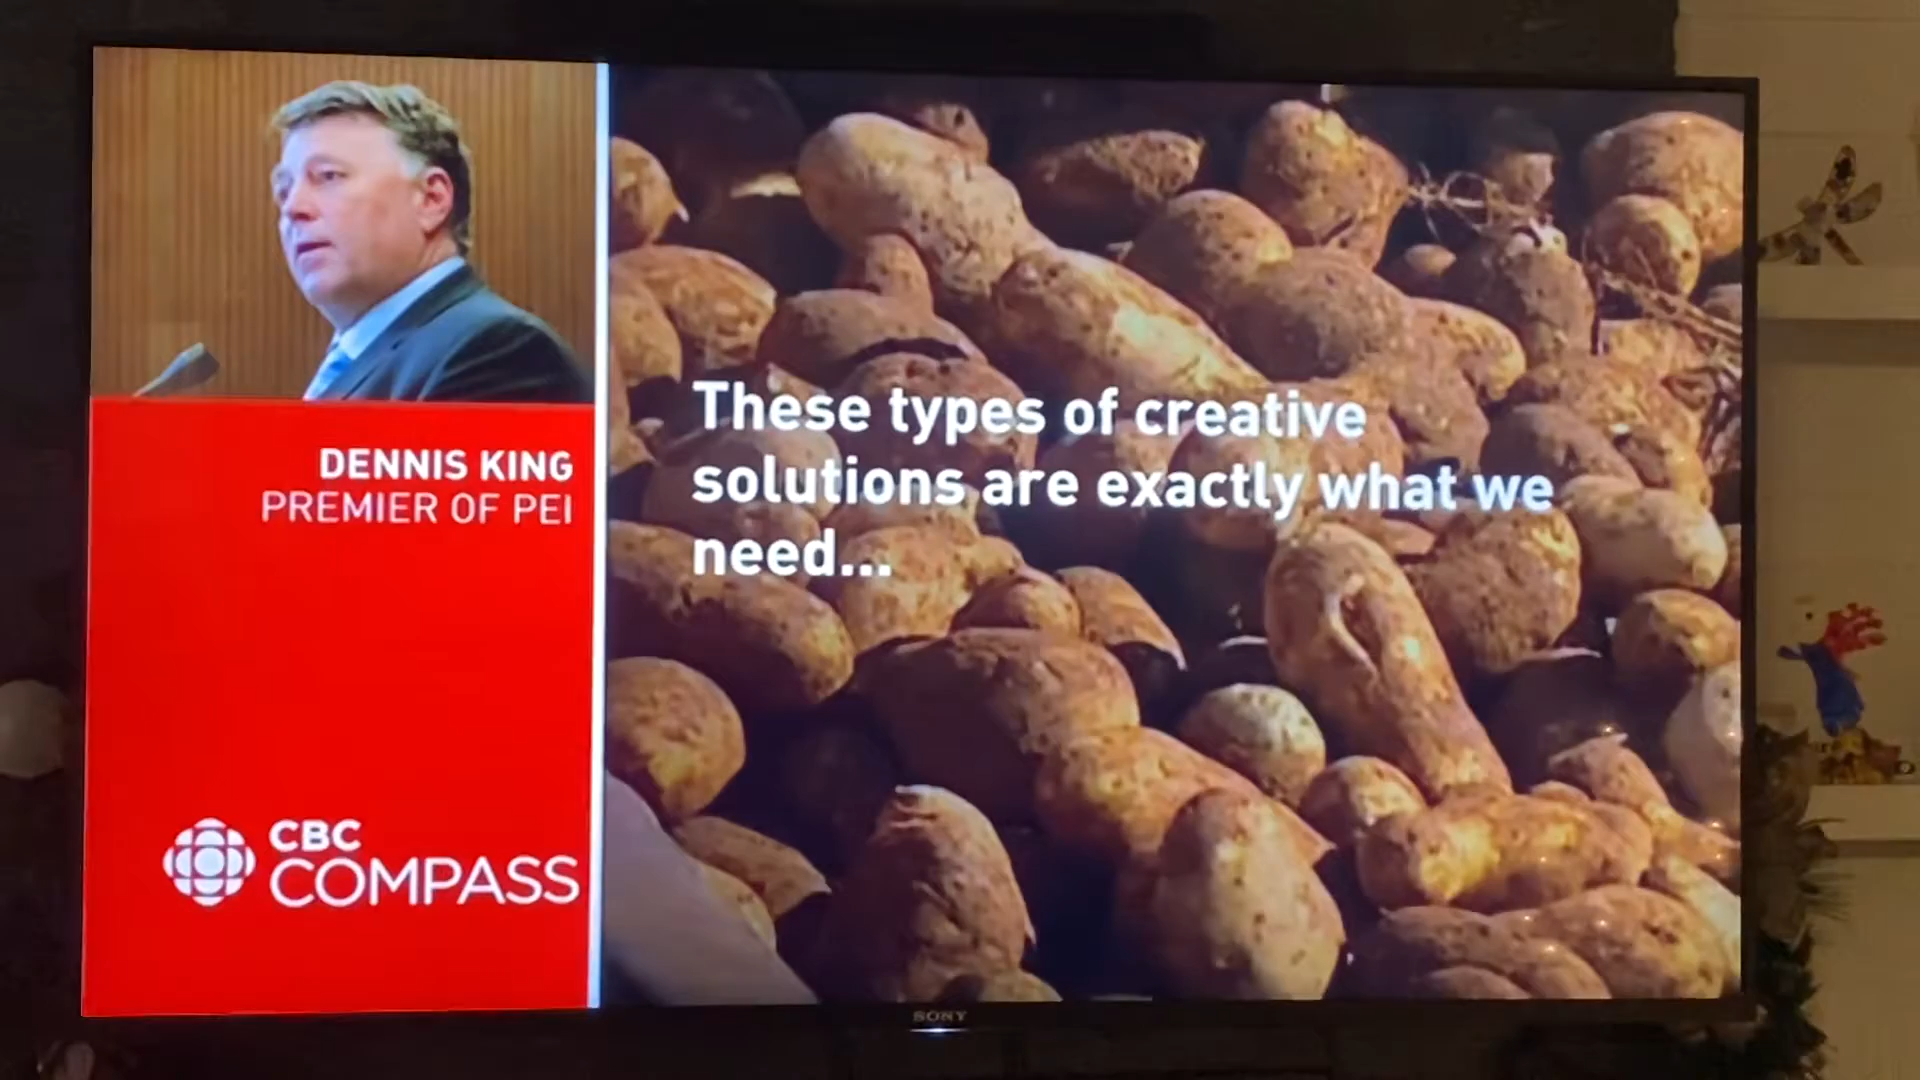 DENNIS KING
PREMIER OF PEI
These types of creative
solutions are exactly what we
need...
CBC
COMPASS
SONY